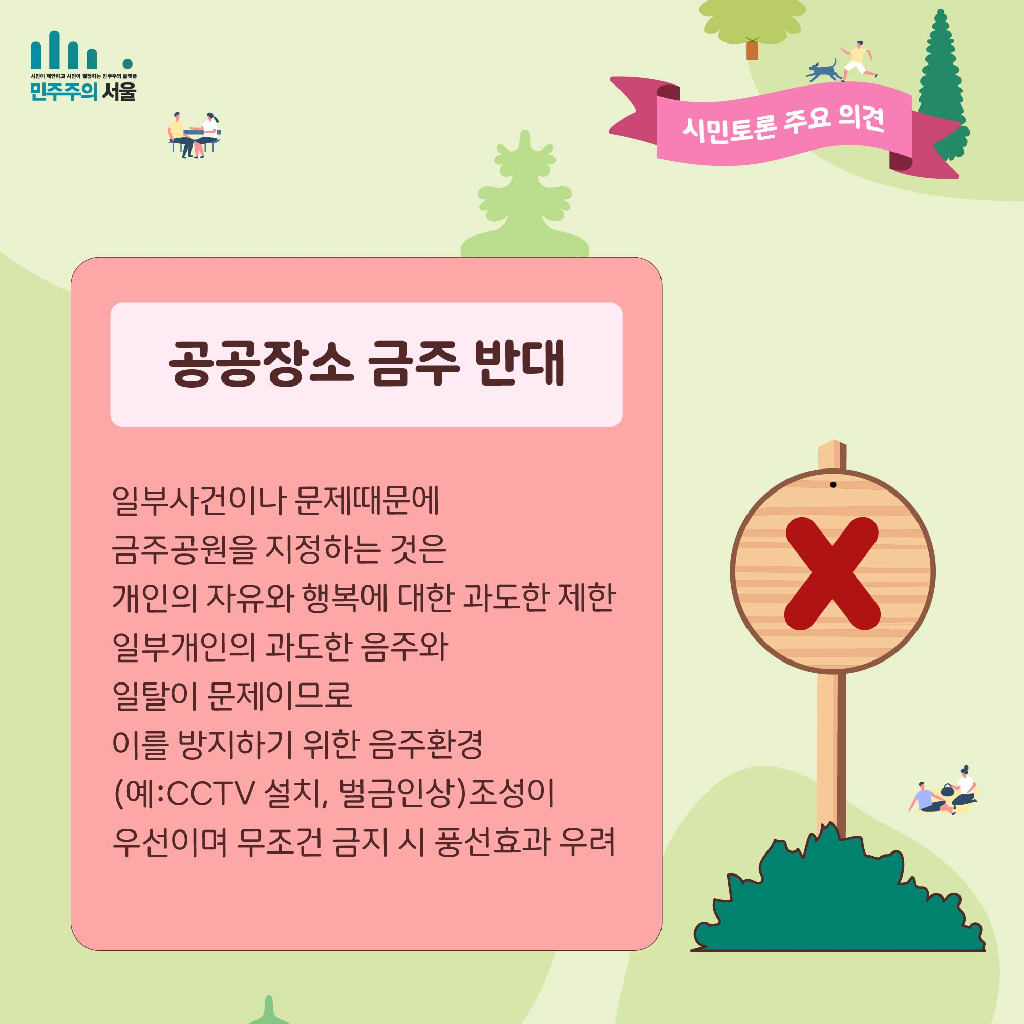 시민이 제안하고 시민이 결정하는 민주주의 플랫폼
민주주의 서울
시민토론 주요 의견
공공장소 금주 반대
일부사건이나 문제때문에
금주공원을 지정하는 것은
개인의 자유와 행복에 대한 과도한 제한
일부개인의 과도한 음주와
일탈이 문제이므로
이를 방지하기 위한 음주환경
(예:CCTV 설치, 벌금인상)조성이
우선이며 무조건 금지 시 풍선효과 우려